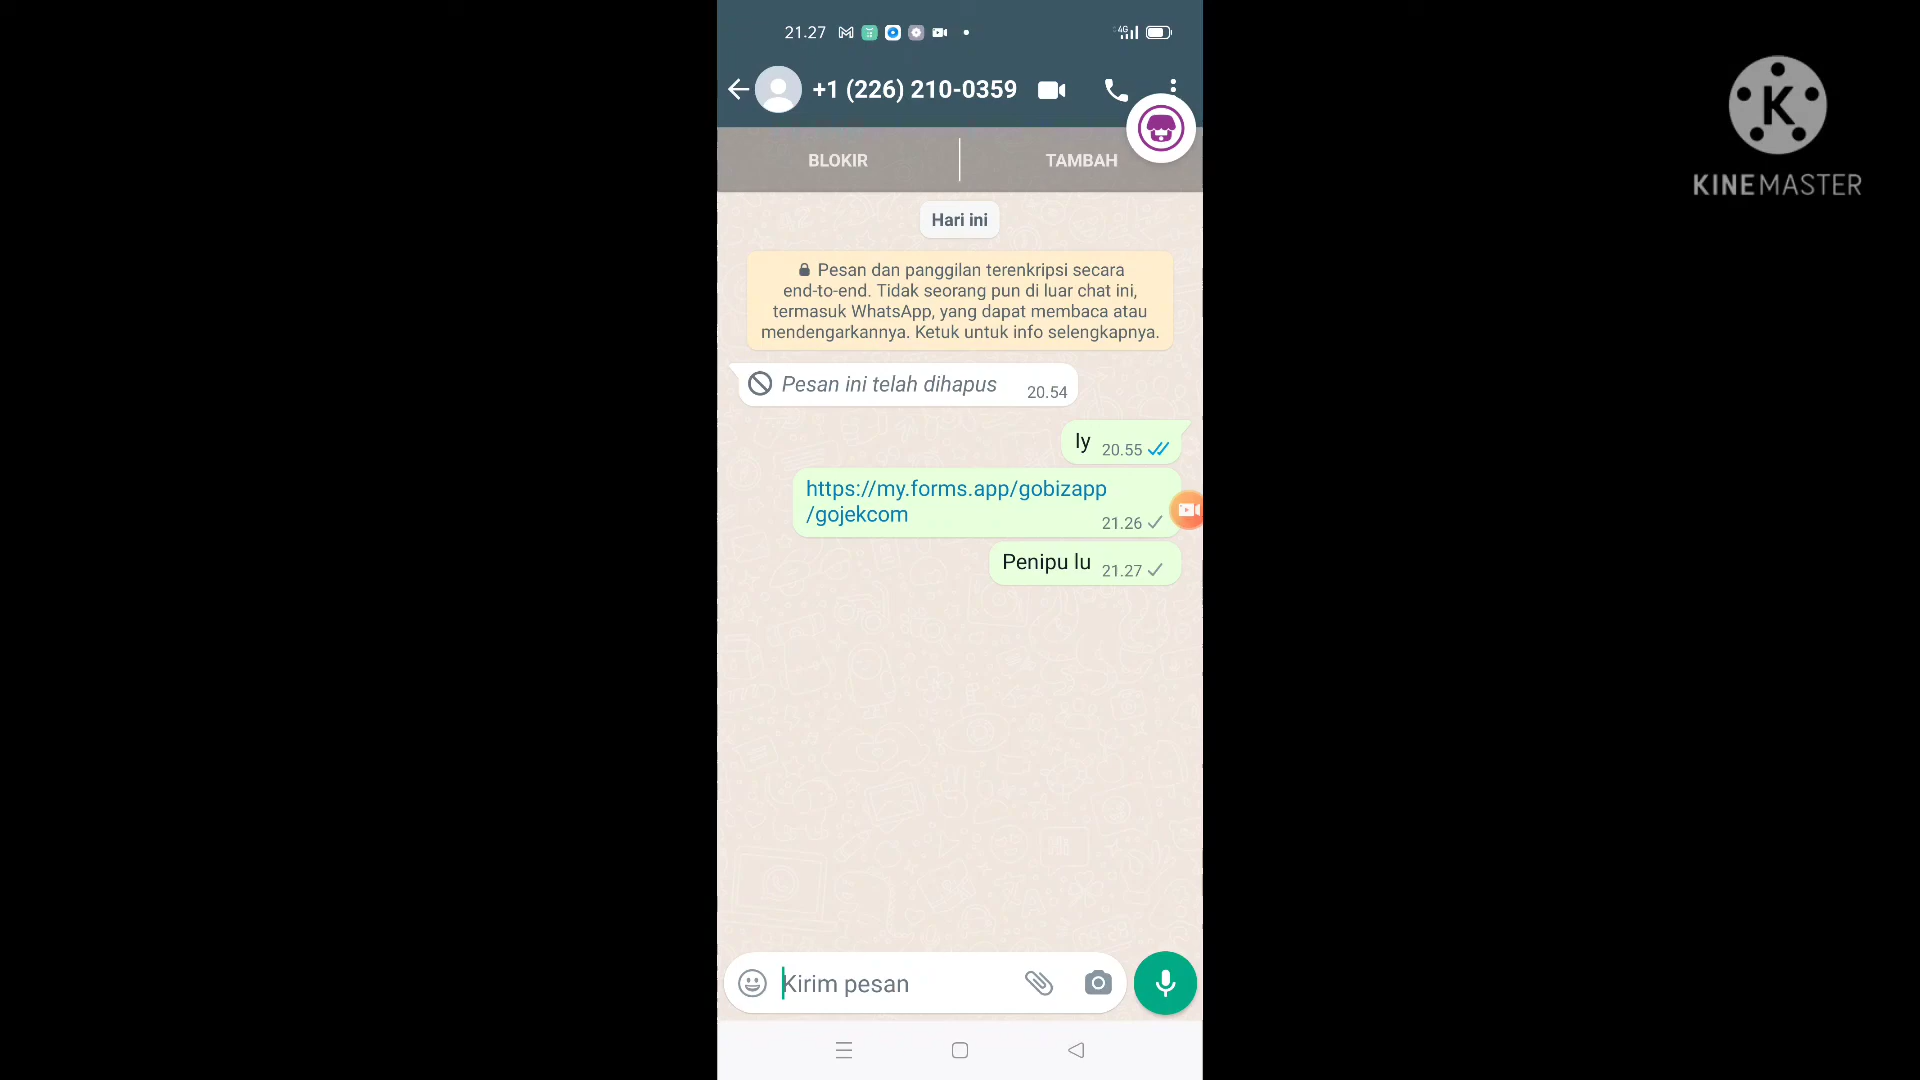 21.27
4G
+1 (226) 210-0359
BLOKIR
TAMBAH
K
KINEMASTER
Hari ini
Pesan dan panggilan terenkripsi secara
end-to-end. Tidak seorang pun di luar chat ini,
termasuk WhatsApp, yang dapat membaca atau
mendengarkannya. Ketuk untuk info selengkapnya.
Pesan ini telah dihapus 20.54
Iy 20.55
https://my.forms.app/gobizapp
/gojekcom
21.26
Penipu lu 21.27
Kirim pesan